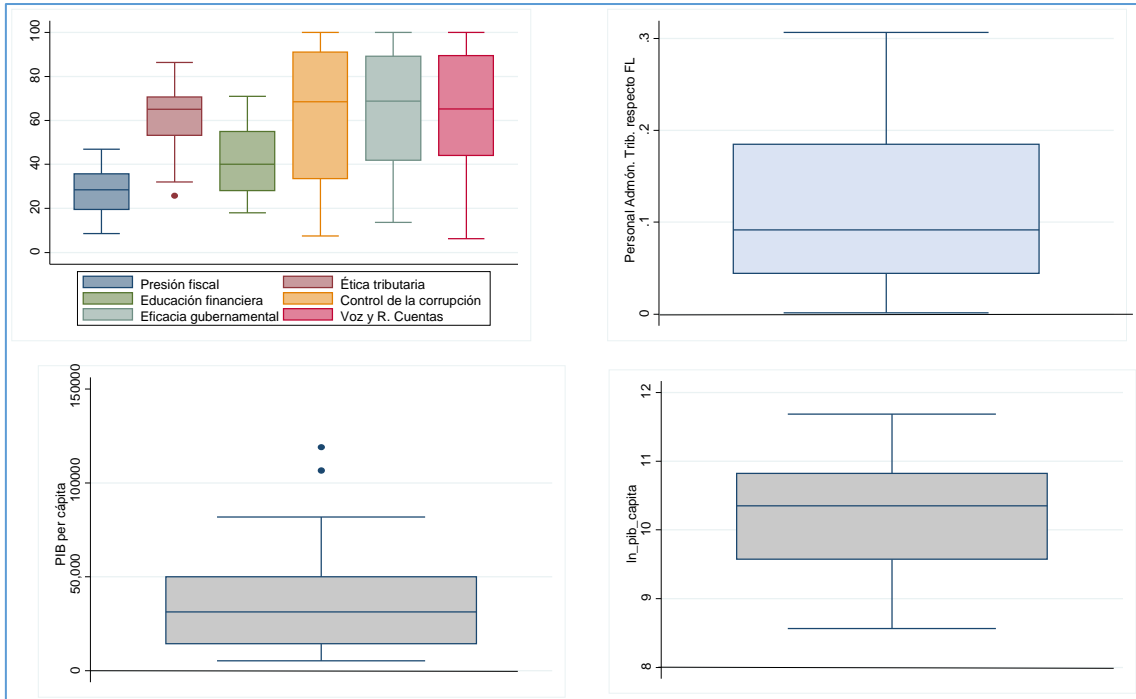 100
80
60
40
20
0
Presión fiscal
Ética tributaria
Educación financiera
Control de la corrupción
Eficacia gubernamental
Voz y R. Cuentas
Personal Admón. Trib. respecto FL
.3
.2
.1
0
PIB per cápita
150000
100000
50,000
0
ln_pib_capita
12
11
10
9
8